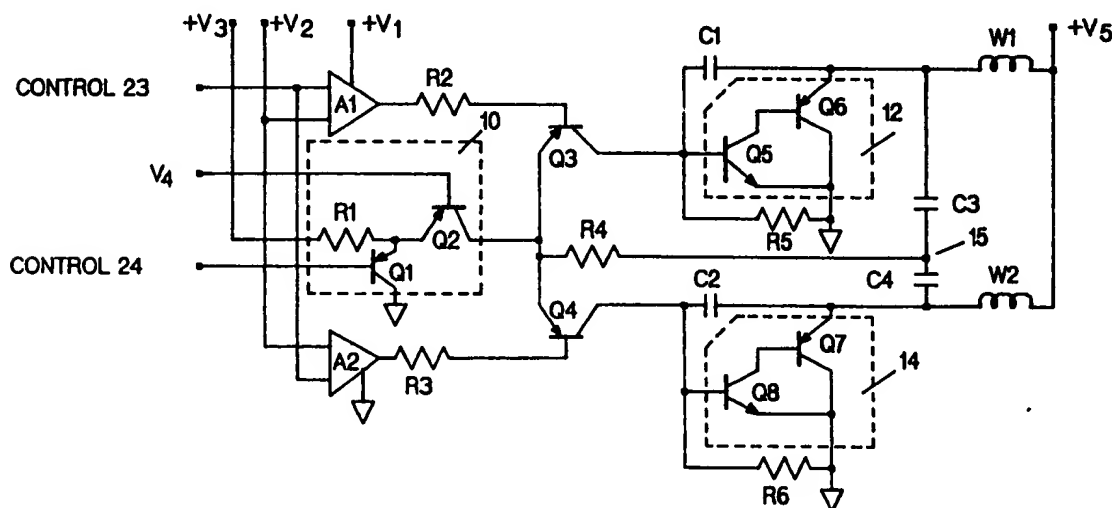 +V3 +V2 +V1 +V5
C1 W1
CONTROL 23
A1 R2
10
Q6 12
Q3 Q5
V4
R1 Q2
R4 R5 C3
15
CONTROL 24 Q1
C2 C4 W2
Q4
Q7
A2 R3 14
Q8
R6